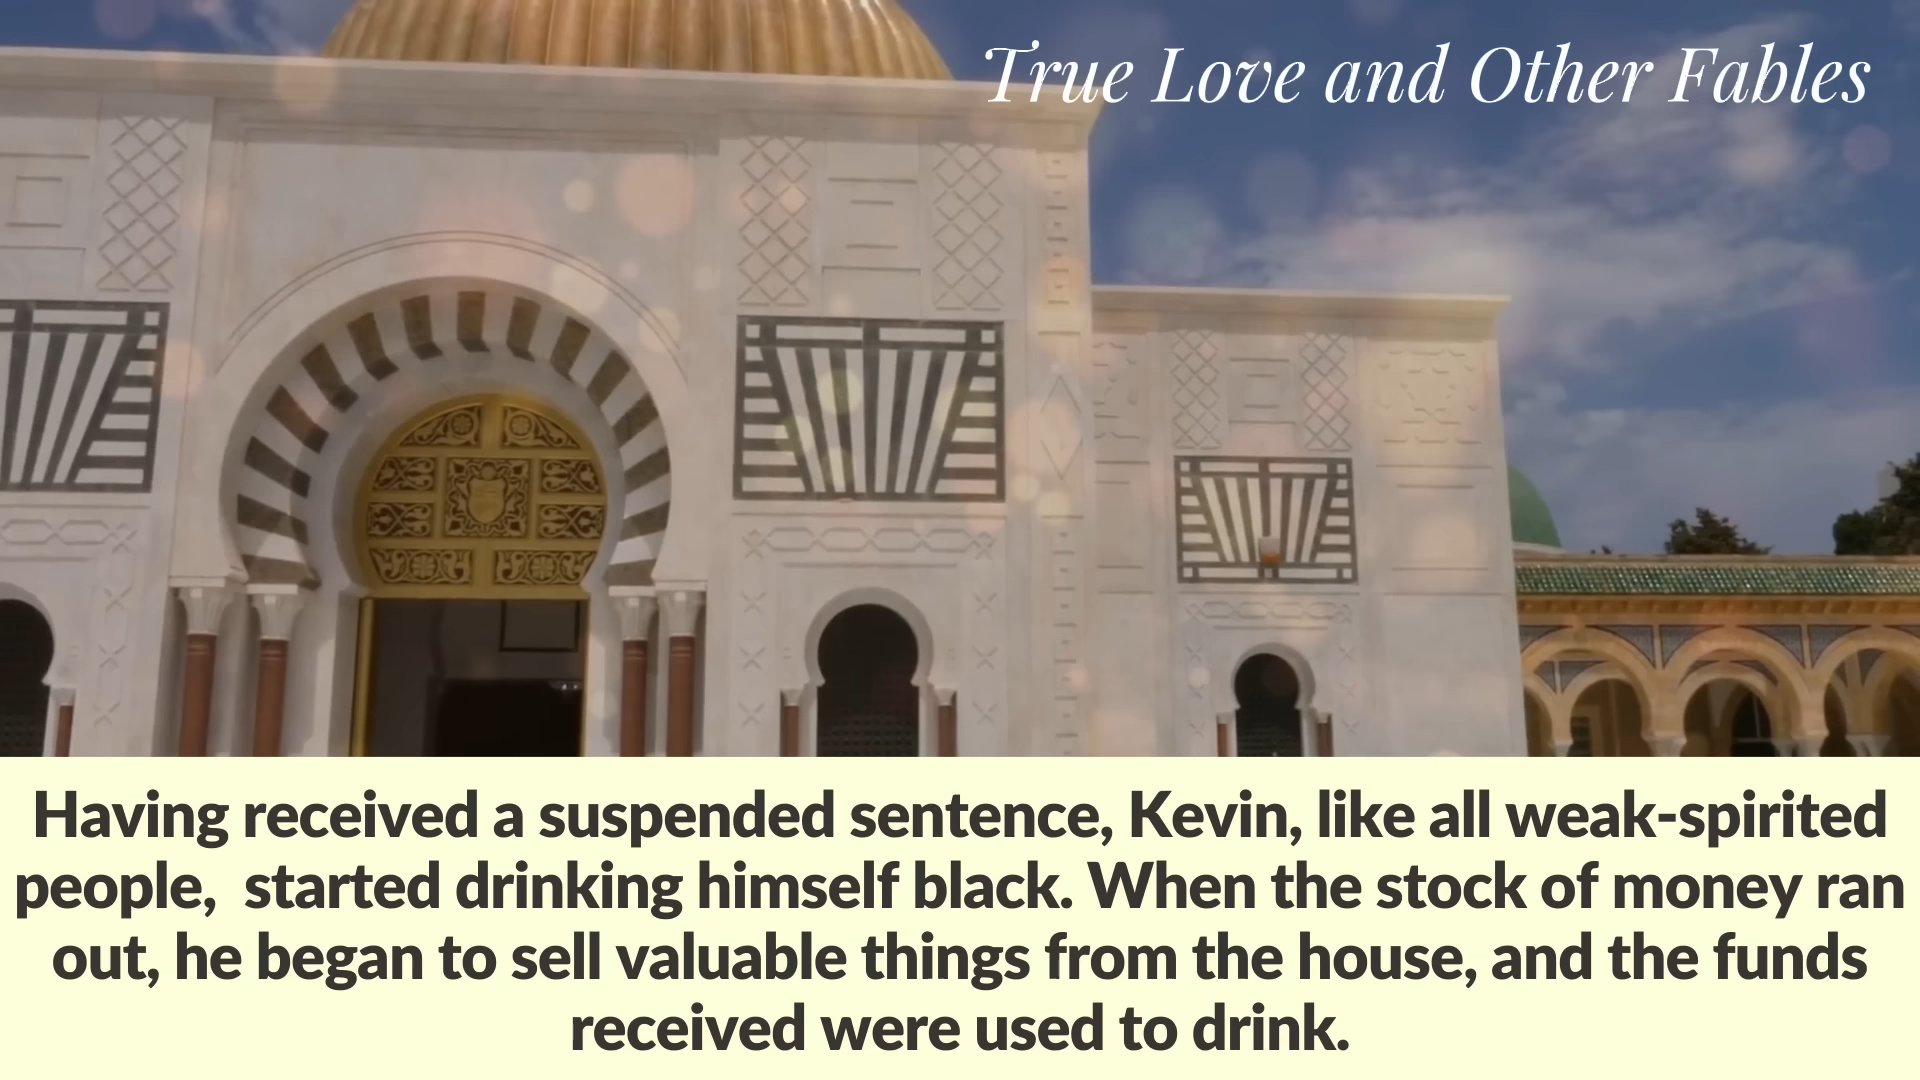 True Love and Other Fables
Having received a suspended sentence, Kevin, like all weak-spirited
people,  started drinking himself black. When the stock of money ran
out, he began to sell valuable things from the house, and the funds
received were used to drink.